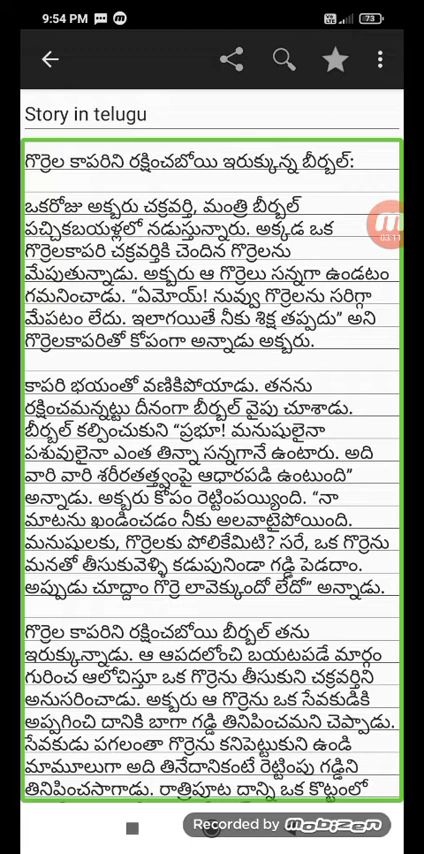 9:54 PM
73
Story in telugu
గొర్రెల కాపరిని రక్షించబోయి ఇరుక్కున్న బీర్బల్:
ఒకరోజు అక్బరు చక్రవర్తి, మంత్రి బీర్బల్
పచ్చికబయళ్లలో నడుస్తున్నారు. అక్కడ ఒక
గొర్రెలకాపరి చక్రవర్తికి చెందిన గొర్రెలను
మేపుతున్నాడు. అక్బరు ఆ గొర్రెలు సన్నగా ఉండటం
గమనించాడు. “ఏమోయ్! నువ్వు గొర్రెలను సరిగ్గా
మేపటం లేదు. ఇలాగయితే నీకు శిక్ష తప్పదు” అని
గొర్రెలకాపరితో కోపంగా అన్నాడు అక్బరు.
కాపరి భయంతో వణికిపోయాడు. తనను
రక్షించమన్నట్టు దీనంగా బీర్బల్ వైపు చూశాడు.
బీర్బల్ కల్పించుకుని “ప్రభూ! మనుషులైనా
పశువులైనా ఎంత తిన్నా సన్నగానే ఉంటారు. అది
వారి వారి శరీరతత్త్వంపై ఆధారపడి ఉంటుంది”
అన్నాడు. అక్బరు కోపం రెట్టింపయ్యింది. “నా
మాటను ఖండించడం నీకు అలవాటైపోయింది.
మనుషులకు, గొర్రెలకు పోలికేమిటి? సరే, ఒక గొర్రెను
మనతో తీసుకువెళ్ళి కడుపునిండా గడ్డి పెడదాం.
అప్పుడు చూద్దాం గొర్రె లావెక్కుందో లేదో” అన్నాడు.
గొర్రెల కాపరిని రక్షించబోయి బీర్బల్ తను
ఇరుక్కున్నాడు. ఆ ఆపదలోంచి బయటపడే మార్గం
గురించ ఆలోచిస్తూ ఒక గొర్రెను తీసుకుని చక్రవర్తిని
అనుసరించాడు. అక్బరు ఆ గొర్రెను ఒక సేవకుడికి
అప్పగించి దానికి బాగా గడ్డి తినిపించమని చెప్పాడు.
సేవకుడు పగలంతా గొర్రెను కనిపెట్టుకుని ఉండి
మామూలుగా అది తినేదానికంటే రెట్టింపు గడ్డిని
తినిపించసాగాడు. రాత్రిపూట దాన్ని ఒక కొట్టంలో
03:11
Recorded by mobizen